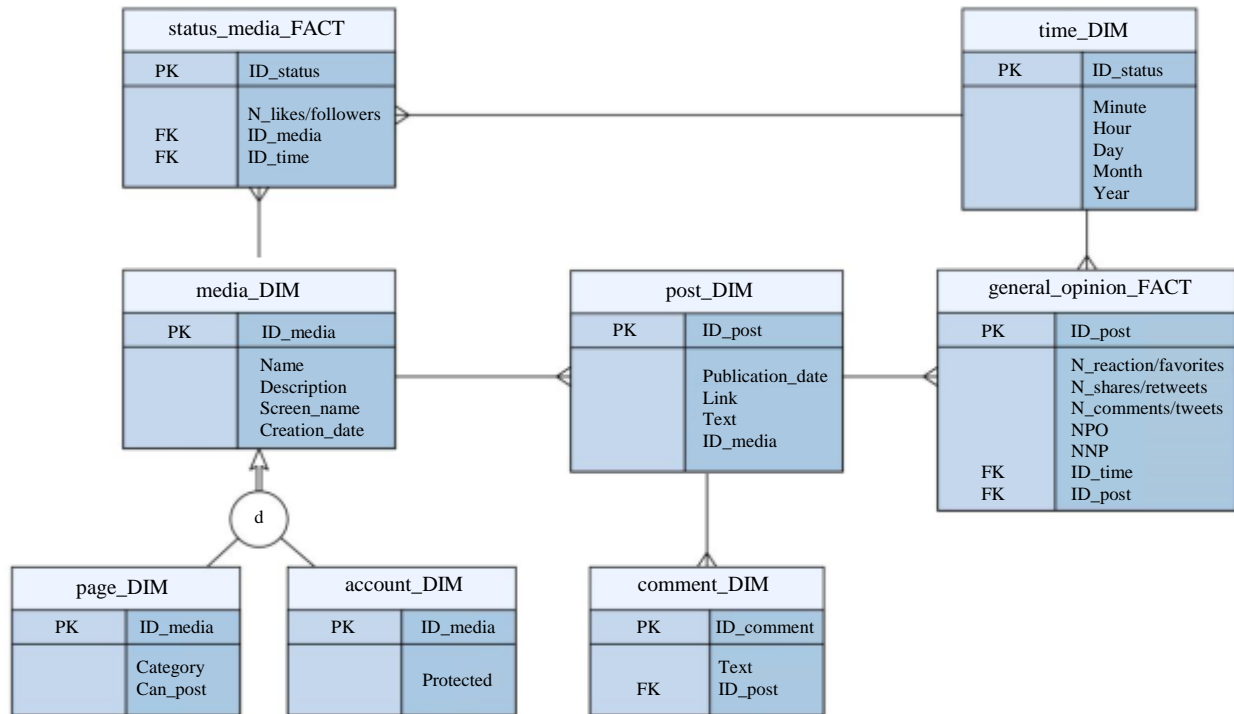 status_media_FACT
PK ID_status
N_likes/followers
FK ID_media
FK ID_time
time_DIM
PK ID_status
Minute
Hour
Day
Month
Year
media_DIM
PK ID_media
Name
Description
Screen_name
Creation_date
post_DIM
PK ID_post
Publication_date
Link
Text
ID_media
general_opinion_FACT
PK ID_post
N_reaction/favorites
N_shares/retweets
N_comments/tweets
NPO
NNP
FK ID_time
FK ID_post
d
page_DIM
PK ID_media
Category
Can_post
account_DIM
PK ID_media
Protected
comment_DIM
PK ID_comment
Text
FK ID_post